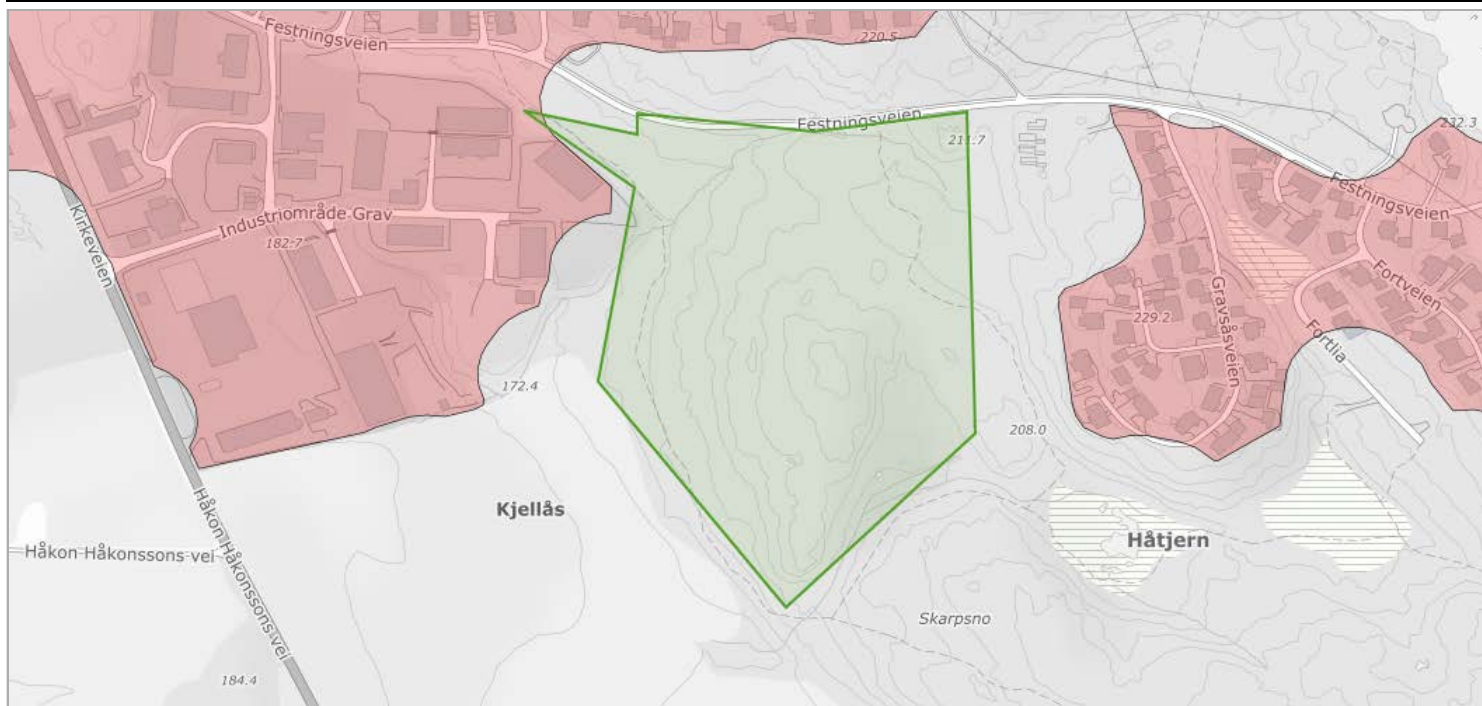 Festningsveien
220.5
Festningsveien
211.7
232.3
Festningsveien
Kirkeveien
Industriområde Grav
182.7
Gravsåsveien
Fortveien
229.2
Fortlia
172.4
208.0
Kjellås
Håkon Håkonssons vei
Håkon Håkonssons vei
Håtjern
Skarpsno
184.4